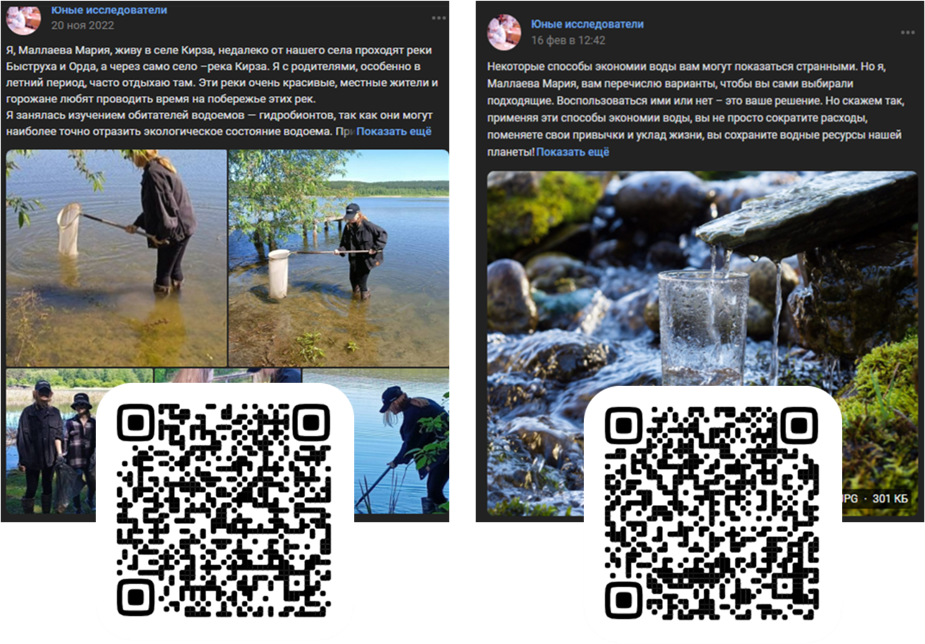 Юные исследователи
20 ноя 2022
Я, Маллаева Мария, живу в селе Кирза, недалеко от нашего села проходят реки
Быструха и Орда, а через само село –река Кирза. Я с родителями, особенно в
летний период, часто отдыхаю там. Эти реки очень красивые, местные жители и
горожане любят проводить время на побережье этих рек.
Я занялась изучением обитателей водоемов — гидробионтов, так как они могут
наиболее точно отразить экологическое состояние водоема. Показать ещё
Юные исследователи
16 фев в 12:42
Некоторые способы экономии воды вам могут показаться странными. Но я,
Маллаева Мария, вам перечислю варианты, чтобы вы сами выбирали
подходящие. Воспользоваться ими или нет – это ваше решение. Но скажем так,
применяя эти способы экономии воды, вы не просто сократите расходы,
поменяете свои привычки и уклад жизни, вы сохраните водные ресурсы нашей
планеты! Показать ещё
JPG · 301 КБ